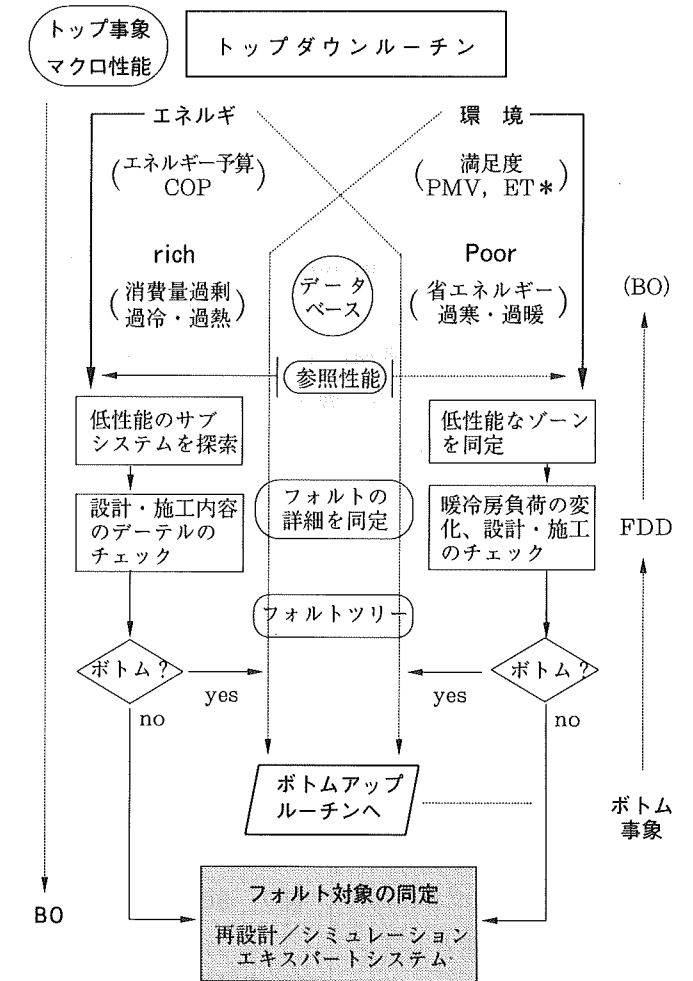 トップ事象
マクロ性能
トップダウンルーチン
エネルギ
環 境
(エネルギー予算
COP)
(満足度
PMV, ET*)
rich
Poor
(消費量過剰
過冷・過熱)
データ
ベース
(省エネルギー
過寒・過暖)
(BO)
参照性能
低性能のサブ
システムを探索
低性能なゾーン
を同定
設計・施工内容
のデーテルの
チェック
フォルトの
詳細を同定
暖冷房負荷の変
化、設計・施工
のチェック
FDD
フォルトツリー
ボトム?
ボトム?
yes
yes
no
no
ボトムアップ
ルーチンへ
ボトム
事象
BO
フォルト対象の同定
再設計/シミュレーション
エキスパートシステム